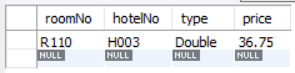 roomNo hotelNo type price
R110 H003 Double 36.75
NULL NULL NULL NULL